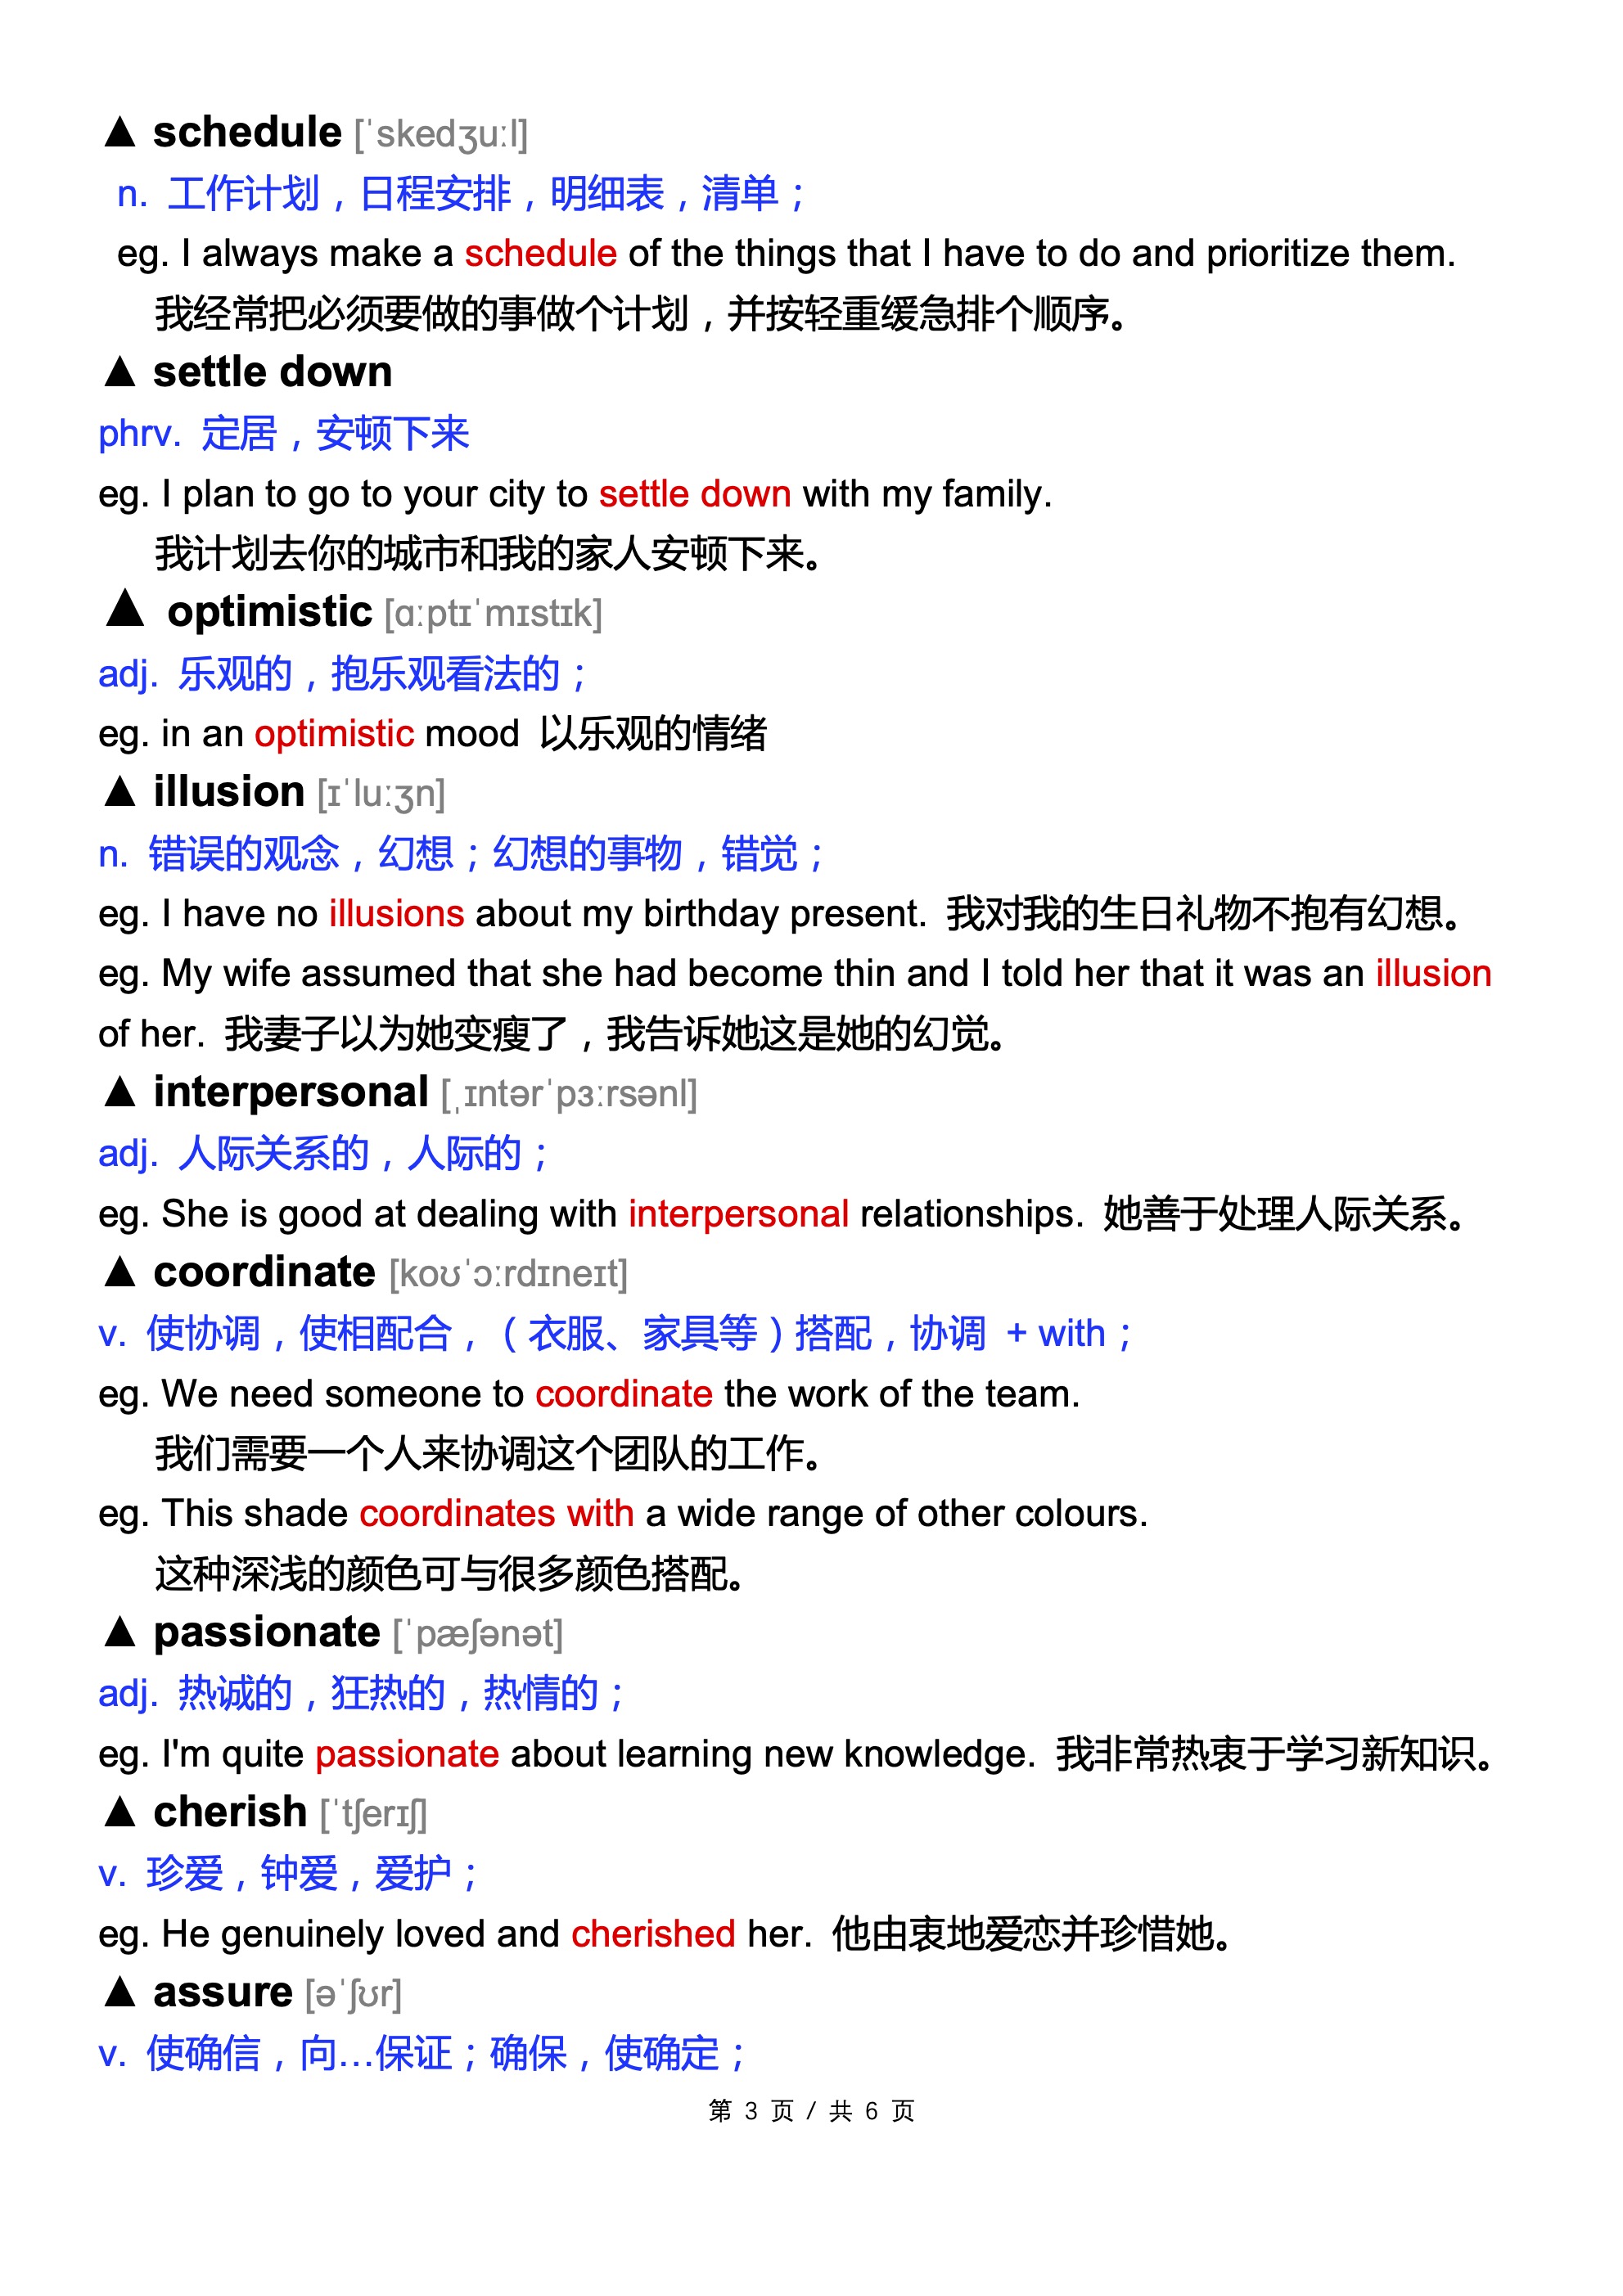 ▲ schedule [ˈskedʒuːl]
n. 工作计划，日程安排，明细表，清单；
eg. I always make a schedule of the things that I have to do and prioritize them.
我经常把必须要做的事做个计划，并按轻重缓急排个顺序。
▲ settle down
phrv. 定居，安顿下来
eg. I plan to go to your city to settle down with my family.
我计划去你的城市和我的家人安顿下来。
▲ optimistic [ɑːptɪˈmɪstɪk]
adj. 乐观的，抱乐观看法的；
eg. in an optimistic mood 以乐观的情绪
▲ illusion [ɪˈluːʒn]
n. 错误的观念，幻想；幻想的事物，错觉；
eg. I have no illusions about my birthday present. 我对我的生日礼物不抱有幻想。
eg. My wife assumed that she had become thin and I told her that it was an illusion
of her. 我妻子以为她变瘦了，我告诉她这是她的幻觉。
▲ interpersonal [ˌɪntərˈpɜːrsənl]
adj. 人际关系的，人际的；
eg. She is good at dealing with interpersonal relationships. 她善于处理人际关系。
▲ coordinate [koʊˈɔːrdɪneɪt]
v. 使协调，使相配合，（衣服、家具等）搭配，协调 + with；
eg. We need someone to coordinate the work of the team.
我们需要一个人来协调这个团队的工作。
eg. This shade coordinates with a wide range of other colours.
这种深浅的颜色可与很多颜色搭配。
▲ passionate [ˈpæʃənət]
adj. 热诚的，狂热的，热情的；
eg. I'm quite passionate about learning new knowledge. 我非常热衷于学习新知识。
▲ cherish [ˈtʃerɪʃ]
v. 珍爱，钟爱，爱护；
eg. He genuinely loved and cherished her. 他由衷地爱恋并珍惜她。
▲ assure [əˈʃʊr]
v. 使确信，向…保证；确保，使确定；
第 3 页 / 共 6 页